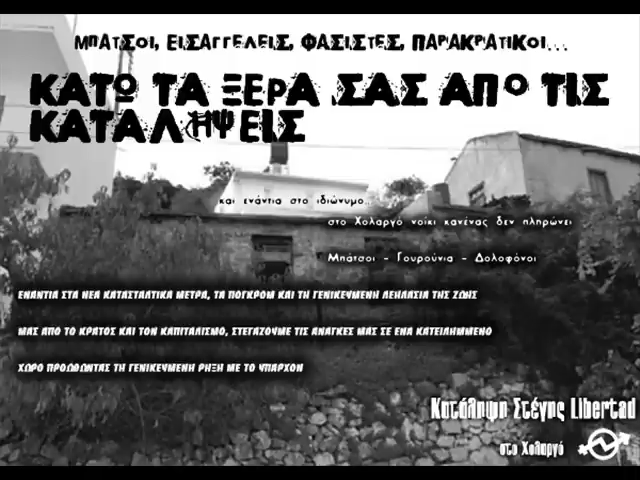 ΜΠΑΤΣΟΙ, ΕΙΣΑΓΓΕΛΕΙΣ, ΦΑΣΙΣΤΕΣ, ΠΑΡΑΚΡΑΤΙΚΟΙ...
ΚΑΤΩ ΤΑ ΞΕΡΑ ΣΑΣ ΑΠΟ ΤΙΣ
ΚΑΤΑΛΗΨΕΙΣ
και ενάντια στο ιδιώνυμο..
στο Χολαργό νοίκι κανένας δεν πληρώνει
Μπάτσοι - Γουρούνια - Δολοφόνοι
ΕΝΑΝΤΙΑ ΣΤΑ ΝΕΑ ΚΑΤΑΣΤΑΛΤΙΚΑ ΜΕΤΡΑ, ΤΑ ΠΟΓΚΡΟΜ ΚΑΙ ΤΗ ΓΕΝΙΚΕΥΜΕΝΗ ΛΕΗΛΑΣΙΑ ΤΗΣ ΖΩΗΣ
ΜΑΣ ΑΠΟ ΤΟ ΚΡΑΤΟΣ ΚΑΙ ΤΟΝ ΚΑΠΙΤΑΛΙΣΜΟ, ΣΤΕΓΑΖΟΥΜΕ ΤΙΣ ΑΝΑΓΚΕΣ ΜΑΣ ΣΕ ΕΝΑ ΚΑΤΕΙΛΗΜΜΕΝΟ
ΧΩΡΟ ΠΡΟΩΘΩΝΤΑΣ ΤΗ ΓΕΝΙΚΕΥΜΕΝΗ ΡΗΞΗ ΜΕ ΤΟ ΥΠΑΡΧΟΝ
Κατάληψη Στέγης Libertad
στο Χολαργό